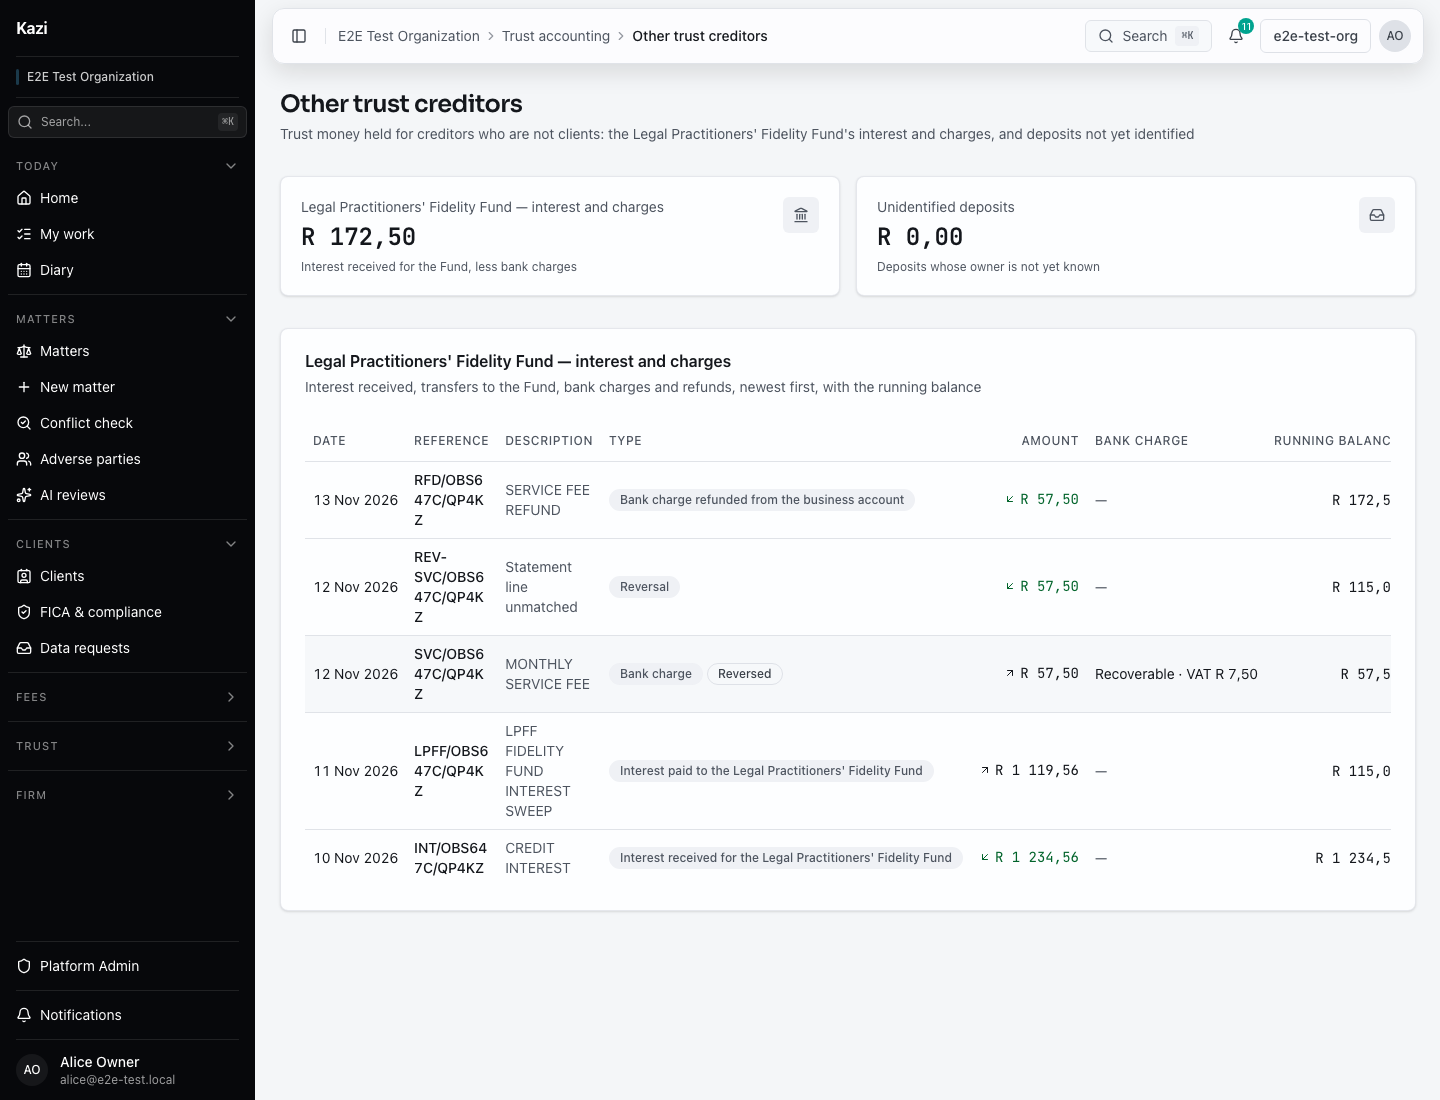 Kazi
E2E Test Organization
Search... ⌘K
TODAY
Home
My work
Diary
MATTERS
Matters
New matter
Conflict check
Adverse parties
AI reviews
CLIENTS
Clients
FICA & compliance
Data requests
FEES
TRUST
FIRM
Platform Admin
Notifications
AO
Alice Owner
alice@e2e-test.local
E2E Test Organization > Trust accounting > Other trust creditors
Search ⌘K
11
e2e-test-org
AO
Other trust creditors
Trust money held for creditors who are not clients: the Legal Practitioners' Fidelity Fund's interest and charges, and deposits not yet identified
Legal Practitioners' Fidelity Fund — interest and charges
R 172,50
Interest received for the Fund, less bank charges
Unidentified deposits
R 0,00
Deposits whose owner is not yet known
Legal Practitioners' Fidelity Fund — interest and charges
Interest received, transfers to the Fund, bank charges and refunds, newest first, with the running balance
DATE REFERENCE DESCRIPTION TYPE AMOUNT BANK CHARGE RUNNING BALANC
13 Nov 2026
RFD/OBS6
47C/QP4K
Z
SERVICE FEE
REFUND
Bank charge refunded from the business account
R 57,50
—
R 172,5
12 Nov 2026
REV-
SVC/OBS6
47C/QP4K
Z
Statement
line
unmatched
Reversal
R 57,50
—
R 115,0
12 Nov 2026
SVC/OBS6
47C/QP4K
Z
MONTHLY
SERVICE FEE
Bank charge Reversed
R 57,50
Recoverable · VAT R 7,50
R 57,5
11 Nov 2026
LPFF/OBS6
47C/QP4K
Z
LPFF
FIDELITY
FUND
INTEREST
SWEEP
Interest paid to the Legal Practitioners' Fidelity Fund
R 1 119,56
—
R 115,0
10 Nov 2026
INT/OBS64
7C/QP4KZ
CREDIT
INTEREST
Interest received for the Legal Practitioners' Fidelity Fund
R 1 234,56
—
R 1 234,5